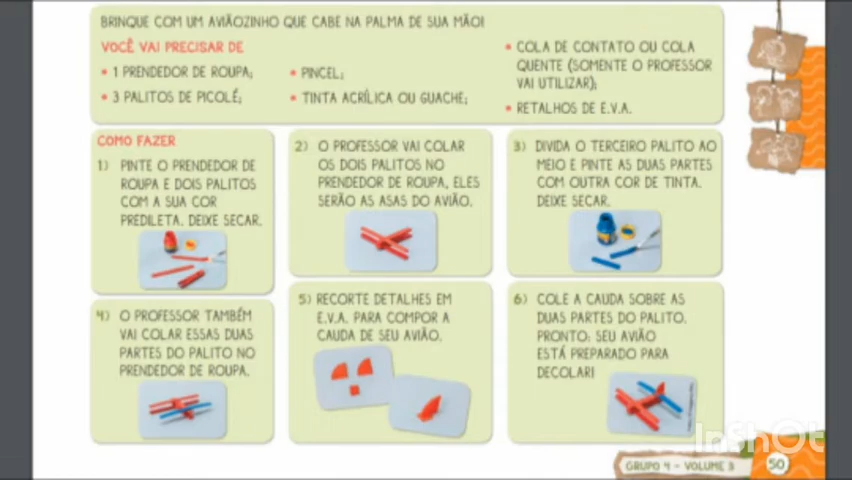 BRINQUE COM UM AVIÃOZINHO QUE CABE NA PALMA DE SUA MÃO!
VOCÊ VAI PRECISAR DE
• 1 PRENDEDOR DE ROUPA;
• 3 PALITOS DE PICOLÉ;
• PINCEL;
• TINTA ACRÍLICA OU GUACHE;
• COLA DE CONTATO OU COLA
QUENTE (SOMENTE O PROFESSOR
VAI UTILIZAR);
• RETALHOS DE E.V.A.
COMO FAZER
1) PINTE O PRENDEDOR DE
ROUPA E DOIS PALITOS
COM A SUA COR
PREDILETA. DEIXE SECAR.
2) O PROFESSOR VAI COLAR
OS DOIS PALITOS NO
PRENDEDOR DE ROUPA, ELES
SERÃO AS ASAS DO AVIÃO.
3) DIVIDA O TERCEIRO PALITO AO
MEIO E PINTE AS DUAS PARTES
COM OUTRA COR DE TINTA.
DEIXE SECAR.
4) O PROFESSOR TAMBÉM
VAI COLAR ESSAS DUAS
PARTES DO PALITO NO
PRENDEDOR DE ROUPA.
5) RECORTE DETALHES EM
E.V.A. PARA COMPOR A
CAUDA DE SEU AVIÃO.
6) COLE A CAUDA SOBRE AS
DUAS PARTES DO PALITO.
PRONTO: SEU AVIÃO
ESTÁ PREPARADO PARA
DECOLAR!
InShOt
GRUPO 4 – VOLUME 3
50